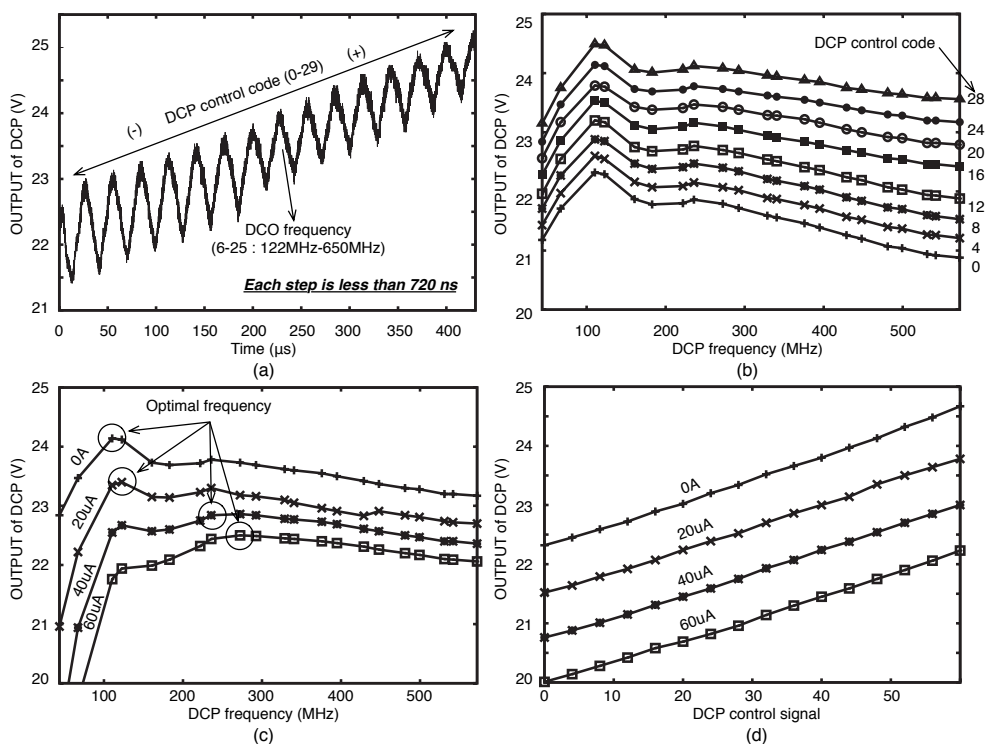 25
24
23
22
21
OUTPUT of DCP (V)
DCP control code (0-29)
(-)
(+)
DCO frequency
(6-25 : 122MHz-650MHz)
Each step is less than 720 ns
0 50 100 150 200 250 300 350 400
Time (µs)
(a)
25
24
23
22
21
20
OUTPUT of DCP (V)
DCP control code
28
24
20
16
12
8
4
0
100 200 300 400 500
DCP frequency (MHz)
(b)
25
24
23
22
21
20
OUTPUT of DCP (V)
Optimal frequency
0A
20uA
40uA
60uA
100 200 300 400 500
DCP frequency (MHz)
(c)
25
24
23
22
21
20
OUTPUT of DCP (V)
0A
20uA
40uA
60uA
0 10 20 30 40 50 60
DCP control signal
(d)